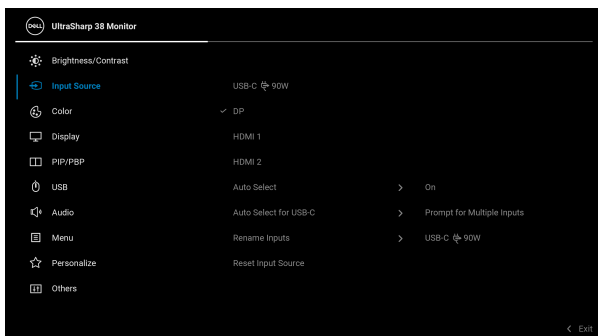 DELL UltraSharp 38 Monitor
Brightness/Contrast
Input Source USB-C 90W
Color DP
Display HDMI 1
PIP/PBP HDMI 2
USB Auto Select On
Audio Auto Select for USB-C Prompt for Multiple Inputs
Menu Rename Inputs USB-C 90W
Personalize Reset Input Source
Others
Exit